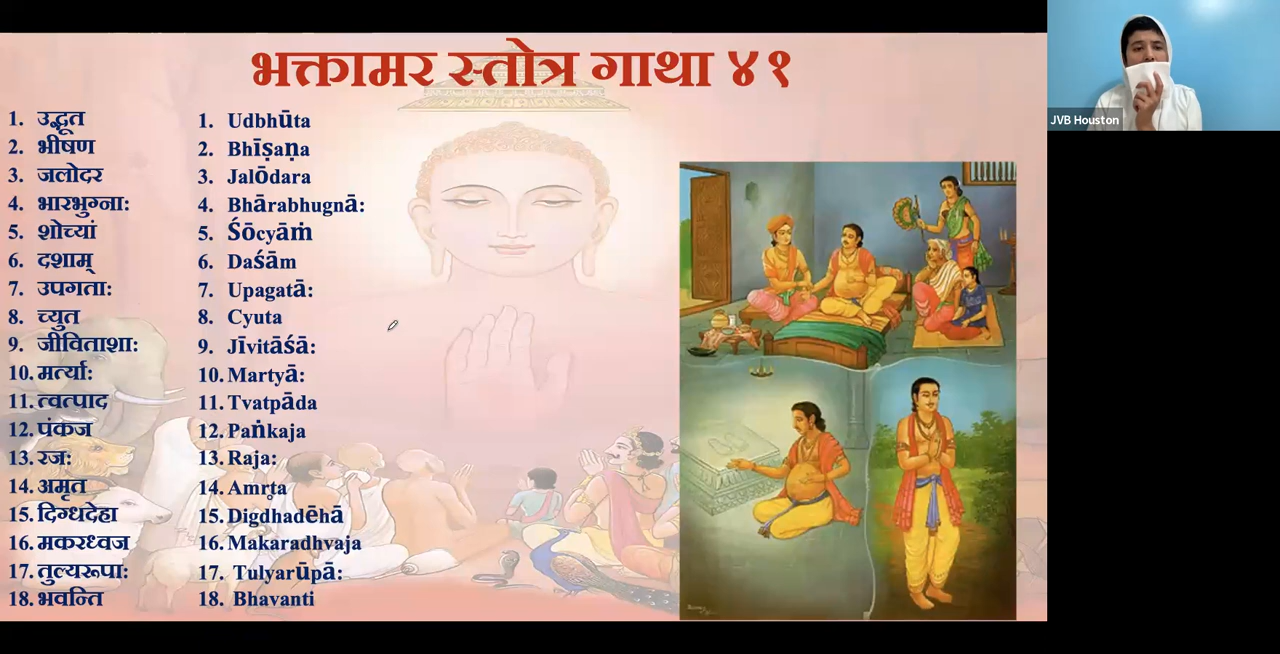 भक्तामर स्तोत्र गाथा ४१
1. उद्भूत
2. भीषण
3. जलोदर
4. भारभुग्ना:
5. शोच्यां
6. दशाम्
7. उपगता:
8. च्युत
9. जीविताशा:
10. मर्त्या:
11. त्वत्पाद
12. पंकज
13. रज:
14. अमृत
15. दिग्धदेहा
16. मकरध्वज
17. तुल्यरूपा:
18. भवन्ति
1. Udbhūta
2. Bhīṣaṇa
3. Jalōdara
4. Bhārabhugnā:
5. Śōcyāṁ
6. Daśām
7. Upagatā:
8. Cyuta
9. Jīvitāśā:
10. Martyā:
11. Tvatpāda
12. Paṅkaja
13. Raja:
14. Amr̥ta
15. Digdhadēhā
16. Makaradhvaja
17. Tulyarūpā:
18. Bhavanti
JVB Houston